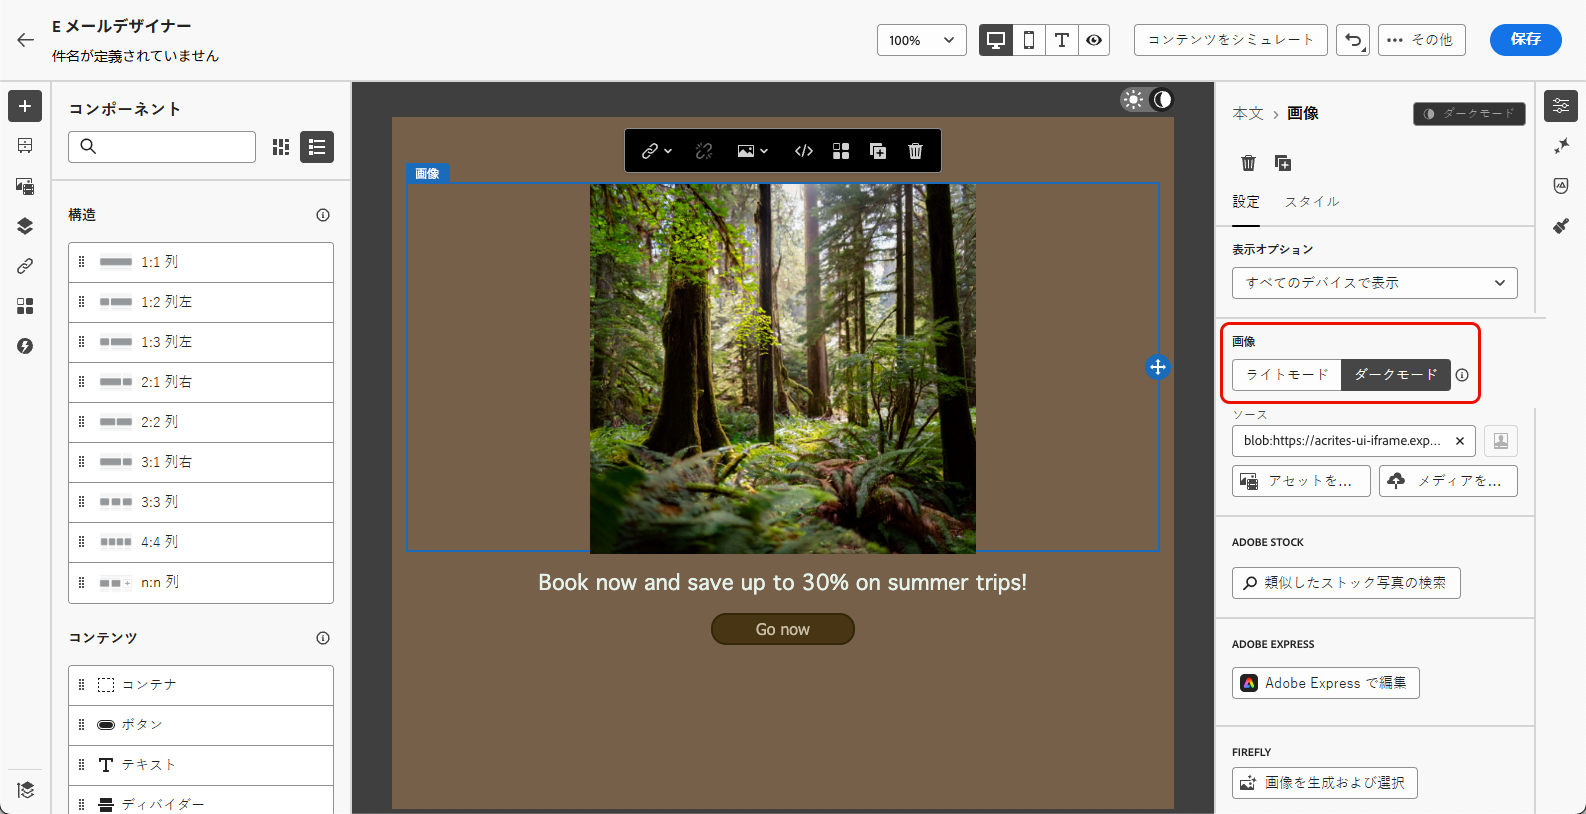 E メールデザイナー
件名が定義されていません
100%
コンテンツをシミュレート
その他
保存
コンポーネント
構造
1:1 列
1:2 列左
1:3 列左
2:1 列右
2:2 列
3:1 列右
3:3 列
4:4 列
n:n 列
コンテンツ
コンテナ
ボタン
テキスト
ディバイダー
画像
Book now and save up to 30% on summer trips!
Go now
本文 > 画像
ダークモード
設定
スタイル
表示オプション
すべてのデバイスで表示
画像
ライトモード
ダークモード
ソース
blob:https://acrites-ui-iframe.exp...
アセットを...
メディアを...
ADOBE STOCK
類似したストック写真の検索
ADOBE EXPRESS
Adobe Express で編集
FIREFLY
画像を生成および選択